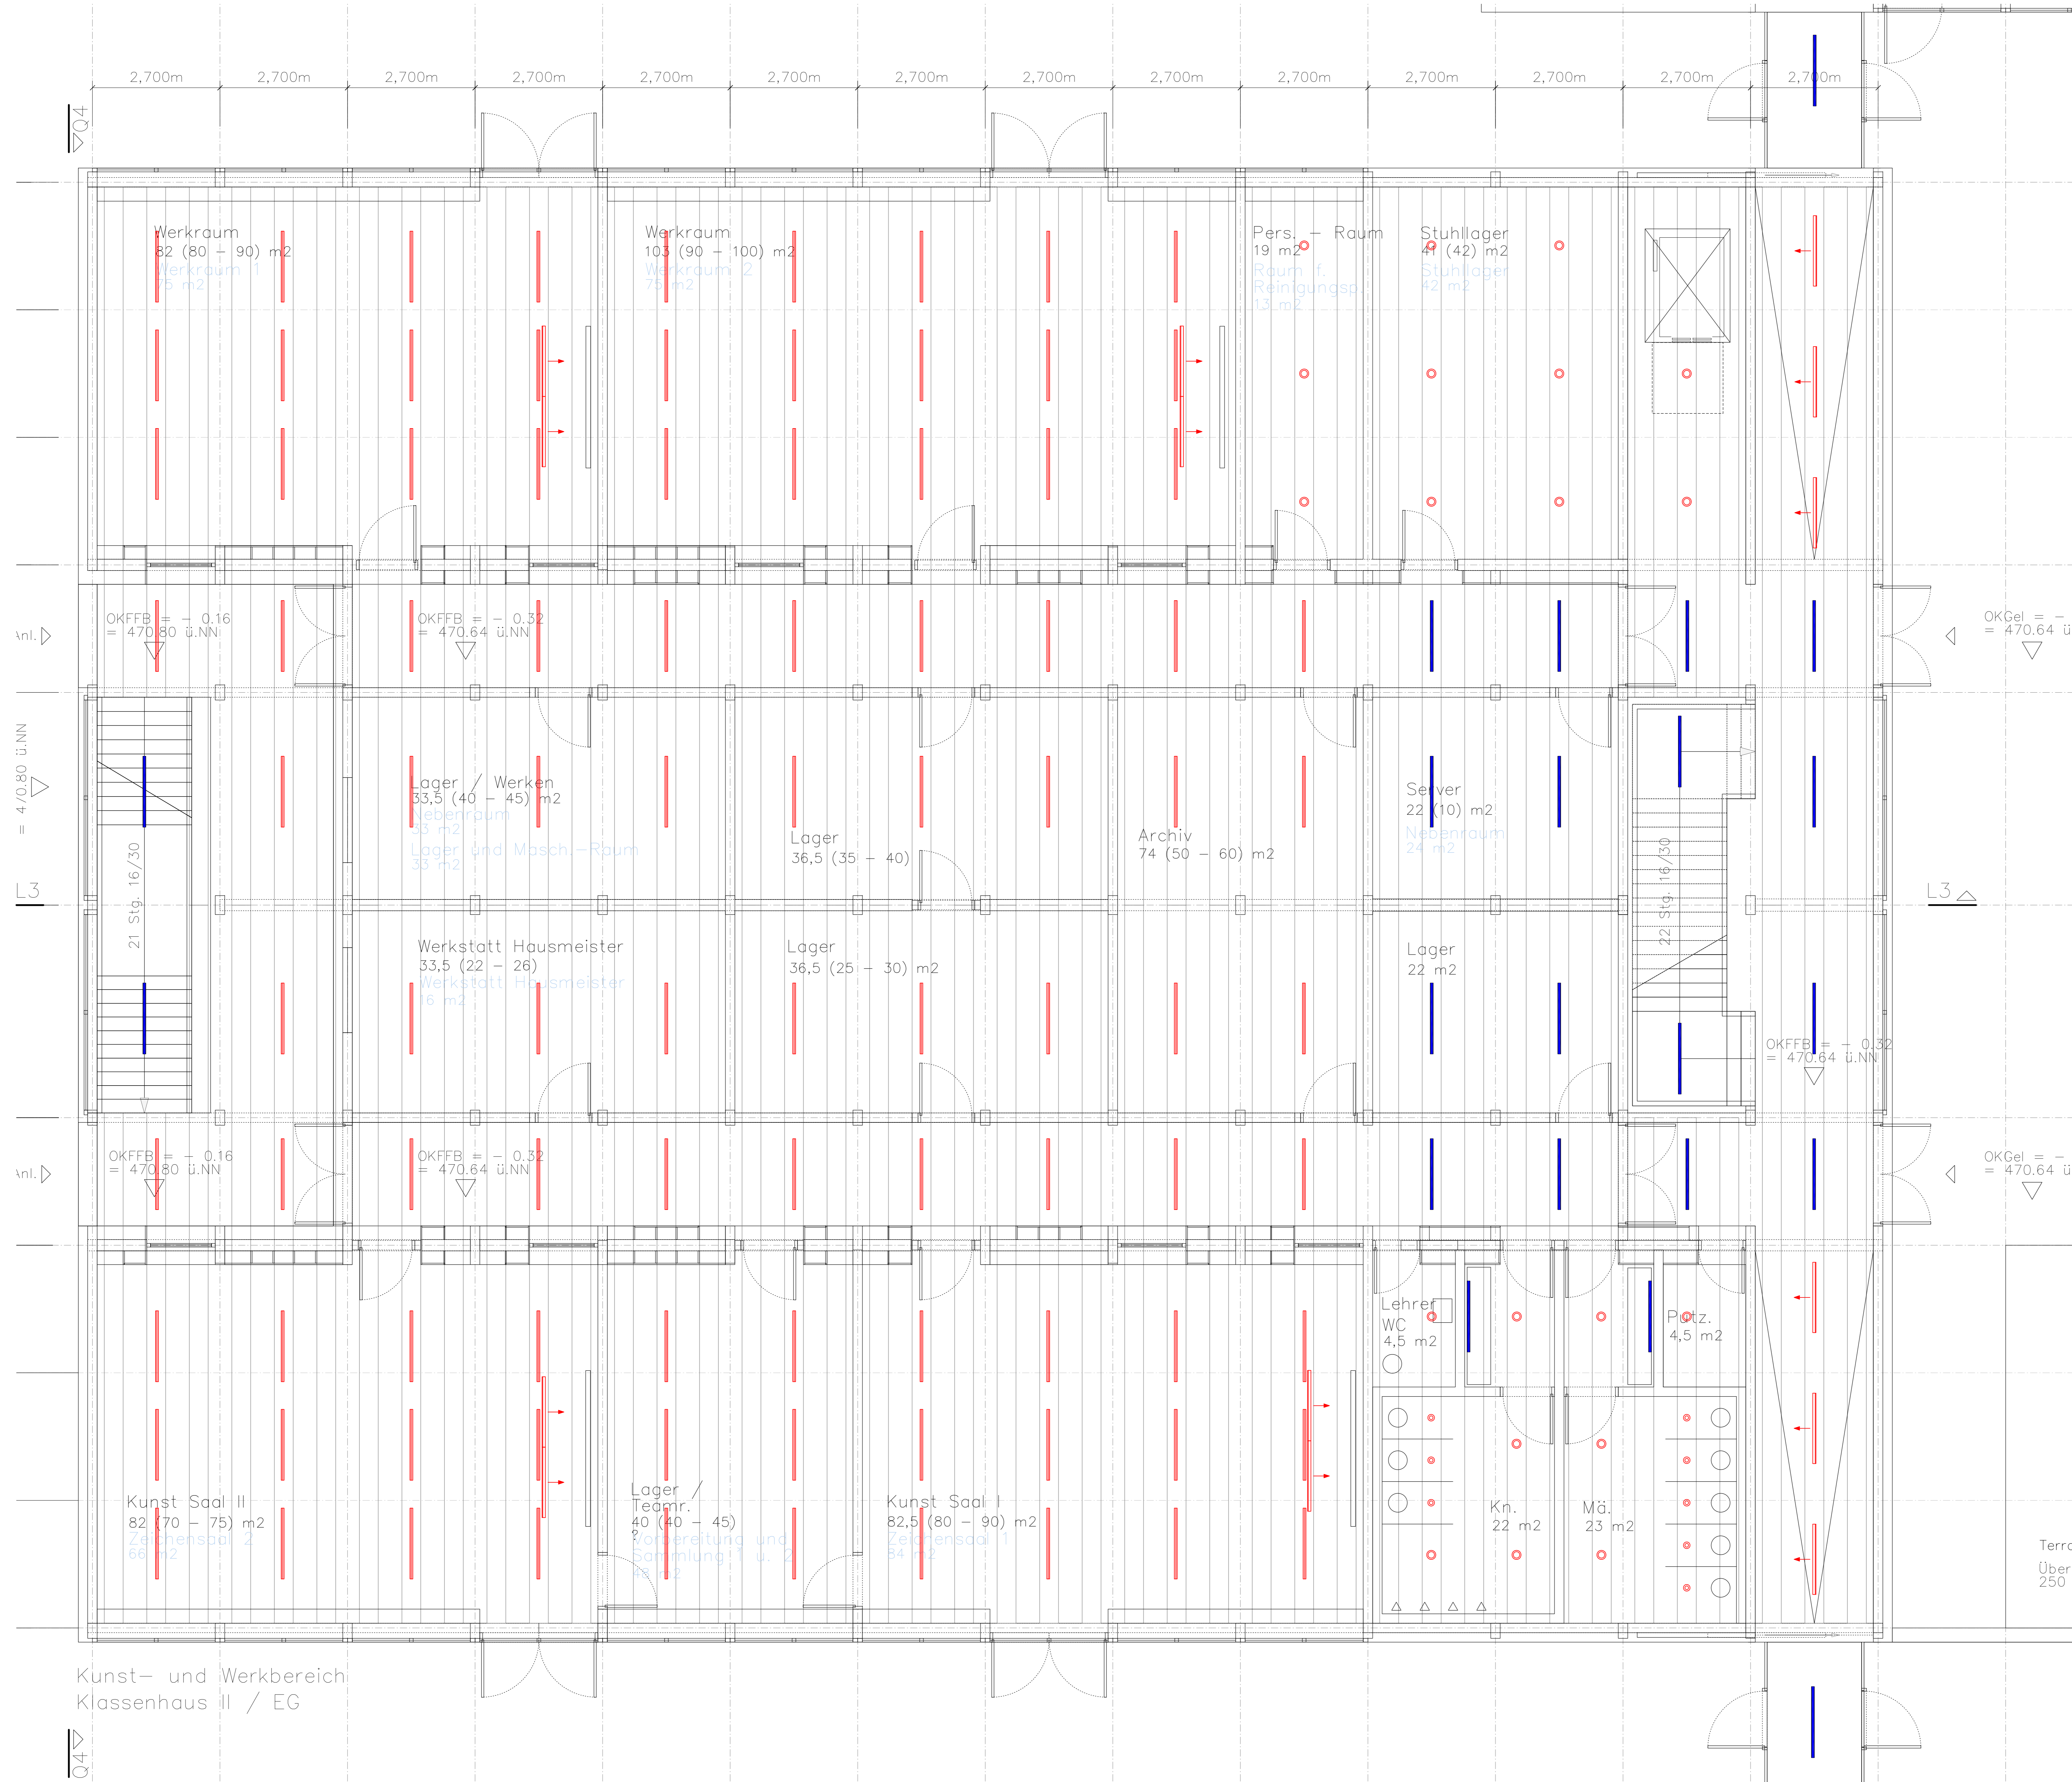 2,700m 2,700m 2,700m 2,700m 2,700m 2,700m 2,700m 2,700m 2,700m 2,700m 2,700m 2,700m 2,700m 2,700m
Q4
Werkraum
82 (80 – 90) m2
Werkraum 1
75 m2
Werkraum
103 (90 – 100) m2
Werkraum 2
75 m2
Pers. – Raum
19 m2
Raum f.
Reinigungsp.
13 m2
Stuhllager
41 (42) m2
Stuhllager
42 m2
Anl.
OKFFB = – 0.16
= 470.80 ü.NN
OKFFB = – 0.32
= 470.64 ü.NN
OKGel = –
= 470.64 ü
= 470.80 ü.NN
21 Stg. 16/30
Lager / Werken
33,5 (40 – 45) m2
Nebenraum
33 m2
Lager und Masch.–Raum
33 m2
Lager
36,5 (35 – 40)
Archiv
74 (50 – 60) m2
Server
22 (10) m2
Nebenraum
24 m2
22 Stg. 16/30
L3
L3
Werkstatt Hausmeister
33,5 (22 – 26)
Werkstatt Hausmeister
16 m2
Lager
36,5 (25 – 30) m2
Lager
22 m2
OKFFB = – 0.32
= 470.64 ü.NN
Anl.
OKFFB = – 0.16
= 470.80 ü.NN
OKFFB = – 0.32
= 470.64 ü.NN
OKGel = –
= 470.64 ü
Lehrer
WC
4,5 m2
Putz.
4,5 m2
Kunst Saal II
82 (70 – 75) m2
Zeichensaal 2
66 m2
Lager /
Teamr.
40 (40 – 45)
?
Vorbereitung und
Sammlung 1 u. 2
48 m2
Kunst Saal I
82,5 (80 – 90) m2
Zeichensaal 1
84 m2
Kn.
22 m2
Mä.
23 m2
Terra
Über
250
Kunst– und Werkbereich
Klassenhaus II / EG
Q4